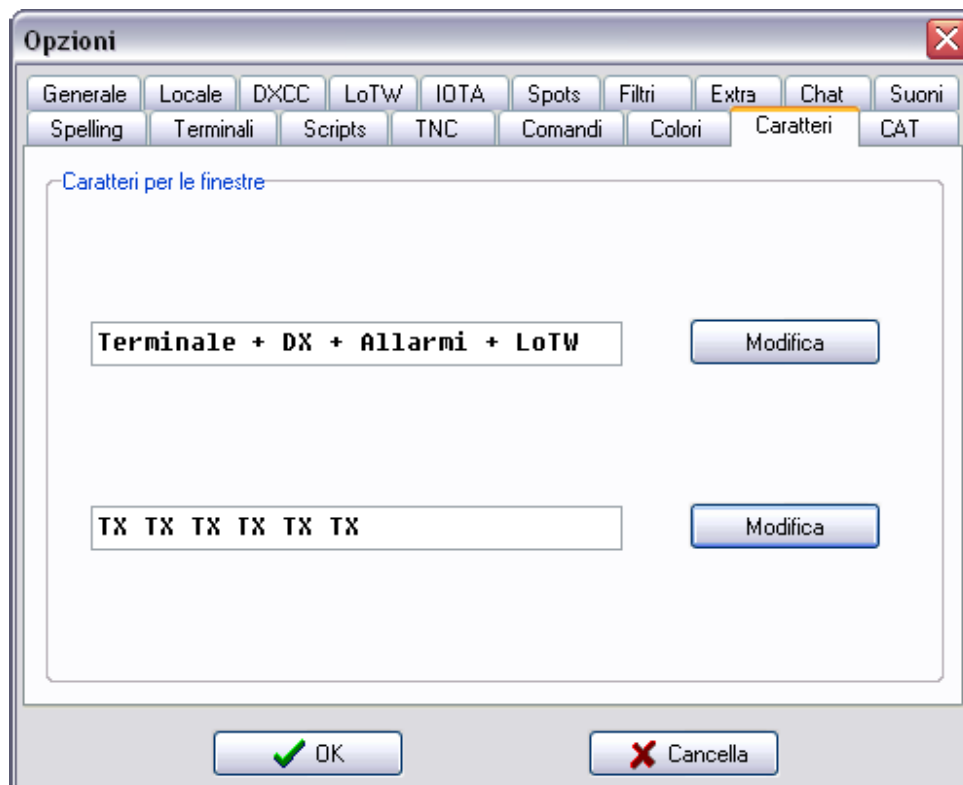 Opzioni
Generale Locale DXCC LoTW IOTA Spots Filtri Extra Chat Suoni
Spelling Terminali Scripts TNC Comandi Colori Caratteri CAT
Caratteri per le finestre
Terminale + DX + Allarmi + LoTW Modifica
TX TX TX TX TX TX Modifica
OK Cancella